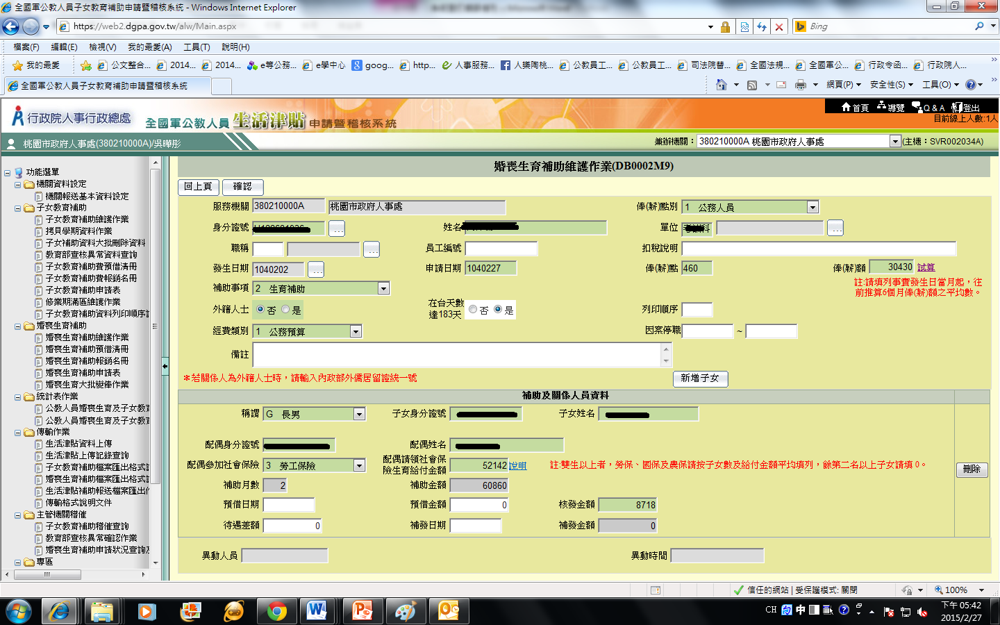 全國軍公教人員子女教育補助申請暨稽核系統 - Windows Internet Explorer
https://web2.dgpa.gov.tw/alw/Main.aspx
Bing
檔案(F) 編輯(E) 檢視(V) 我的最愛(A) 工具(T) 說明(H)
我的最愛 公文整合... 2014... 2014... e等公務... e學中心 goog... http... 人事服務... 人樂陶桃... 公教員工... 公教員工... 司法院替... 全國法規... 全國軍公... 行政令函... 行政院人...
全國軍公教人員子女教育補助申請暨稽核系統
網頁(P) 安全性(S) 工具(O)
行政院人事行政總處 全國軍公教人員 生活津貼 申請暨稽核系統
首頁 導覽 Q & A 登出
目前線上人數:1人
桃園市政府人事處(380210000A)/吳曄彤
兼辦機關: 380210000A 桃園市政府人事處 (主機:SVR002034A)
功能選單
機關資料設定
機關報送基本資料設定
子女教育補助
子女教育補助維護作業
拷貝學期資料作業
子女補助資料大批刪除資料
教育部查核異常資料查詢
子女教育補助費預借清冊
子女教育補助費報銷名冊
子女教育補助申請表
修業期滿區維護作業
子女教育補助資料列印順序
婚喪生育補助
婚喪生育補助維護作業
婚喪生育補助預借清冊
婚喪生育補助報銷名冊
婚喪生育補助申請表
婚喪生育大批變俸作業
統計表作業
公教人員婚喪生育及子女教
公教人員婚喪生育及子女教
傳輸作業
生活津貼資料上傳
生活津貼上傳記錄查詢
子女教育補助檔案匯出格式
婚喪生育補助檔案匯出格式
生活津貼補助報送檔案匯出
傳輸格式說明文件
主管機關稽催
子女教育補助稽催查詢
教育部查核異常確認作業
婚喪生育補助申請狀況查詢
專區
婚喪生育補助維護作業(DB0002M9)
回上頁 確認
服務機關 380210000A 桃園市政府人事處 俸(薪)點別 1 公務人員
身分證號 ... 姓名 單位 ...
職稱 ... 員工編號 扣稅說明
發生日期 1040202 ... 申請日期 1040227 俸(薪)點 460 俸(薪)額 30430 試算
註:請填列事實發生日當月起,往
前推算6個月俸(薪)額之平均數。
補助事項 2 生育補助
外籍人士 否 是 在台天數
達183天 否 是 列印順序
經費類別 1 公務預算 因案停職 ~
備註
*若關係人為外籍人士時,請輸入內政部外僑居留證統一號
新增子女
補助及關係人員資料
稱謂 G 長男 子女身分證號 子女姓名
配偶身分證號 配偶姓名
配偶參加社會保險 3 勞工保險 配偶請領社會保
險生育給付金額 52142 說明 註:雙生以上者,勞保、國保及農保請按子女數及給付金額平均填列,餘第二名以上子女請填 0。
刪除
補助月數 2 補助金額 60860
預借日期 預借金額 0 核發金額 8718
待遇差額 0 補發日期 補發金額 0
異動人員 異動時間
信任的網站 | 受保護模式: 關閉 100%
CH 中
下午 05:42
2015/2/27